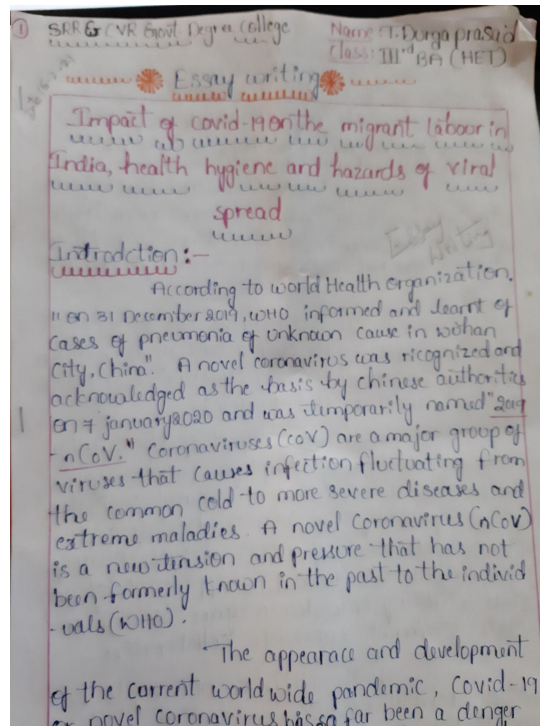 1 SRR & CVR Govt Degree College
Name: T. Durga prasad
Class: IIIrd BA (HET)
Essay writing
Impact of covid-19 on the migrant labour in
India, health hygiene and hazards of viral
spread
Essay
Writing
Introdction:-
According to world Health organization.
"on 31 December 2019, WHO informed and learnt of
cases of pneumonia of unknown cause in wohan
City, China". A novel coronavirus was ricognized and
acknowladged as the basis by chinese authorities
on 7 january2020 and was temporarily named "2019
-nCoV." Coronaviruses (COV) are a major group of
viruses that causes infection fluctuating from
the common cold to more severe diseases and
extreme maladies. A novel coronavirus (nCoV)
is a new tension and pressure that has not
been formerly known in the past to the individ
-uals (WHO).
The appearace and development
of the current world wide pandemic, Covid-19
or novel coronavirus has so far been a denger